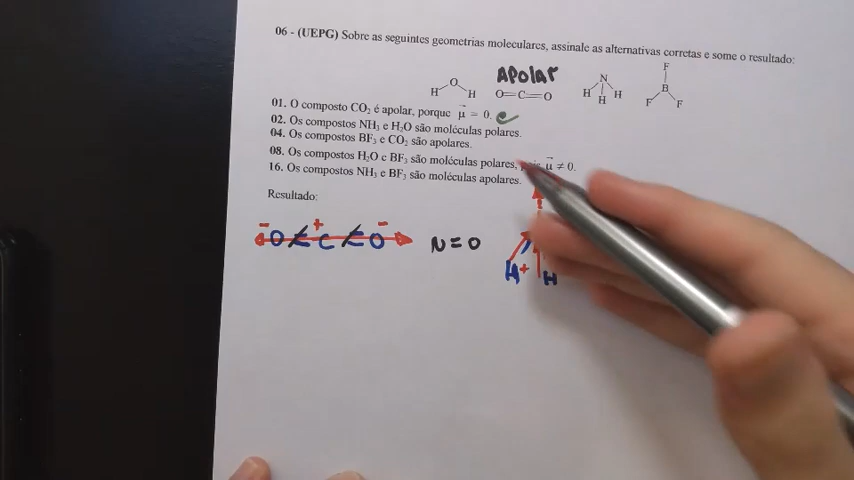 06 - (UEPG) Sobre as seguintes geometrias moleculares, assinale as alternativas corretas e some o resultado:
APOLAR
H O H O=C=O H N H H F B F F
01. O composto CO₂ é apolar, porque μ⃗ = 0. C
02. Os compostos NH₃ e H₂O são moléculas polares.
04. Os compostos BF₃ e CO₂ são apolares.
08. Os compostos H₂O e BF₃ são moléculas polares, μ⃗ ≠ 0.
16. Os compostos NH₃ e BF₃ são moléculas apolares.
Resultado:
− + −
O C O
N = 0
H + H